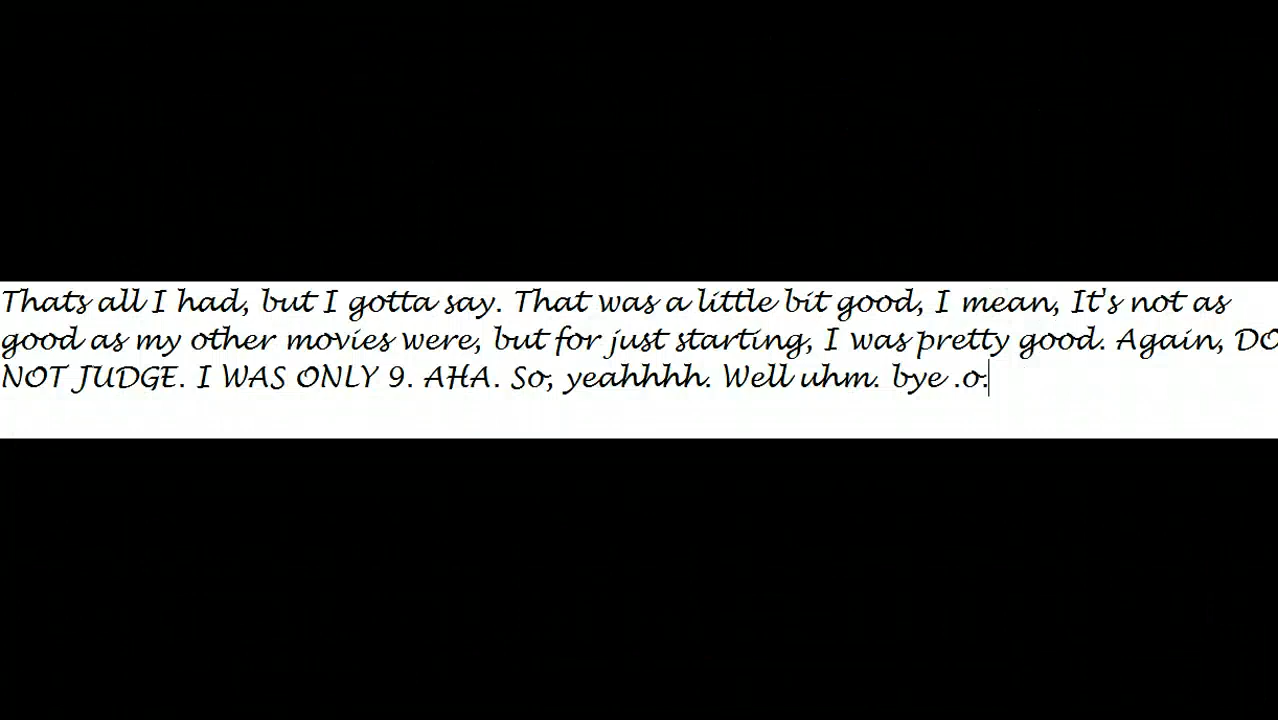 Thats all I had, but I gotta say. That was a little bit good, I mean, It's not as
good as my other movies were, but for just starting, I was pretty good. Again, DO
NOT JUDGE. I WAS ONLY 9. AHA. So, yeahhhh. Well uhm. bye .o.